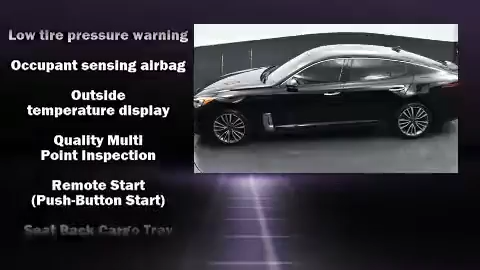 Low tire pressure warning
Occupant sensing airbag
Outside
temperature display
Quality Multi
Point Inspection
Remote Start
(Push-Button Start)
Seat Back Cargo Tray